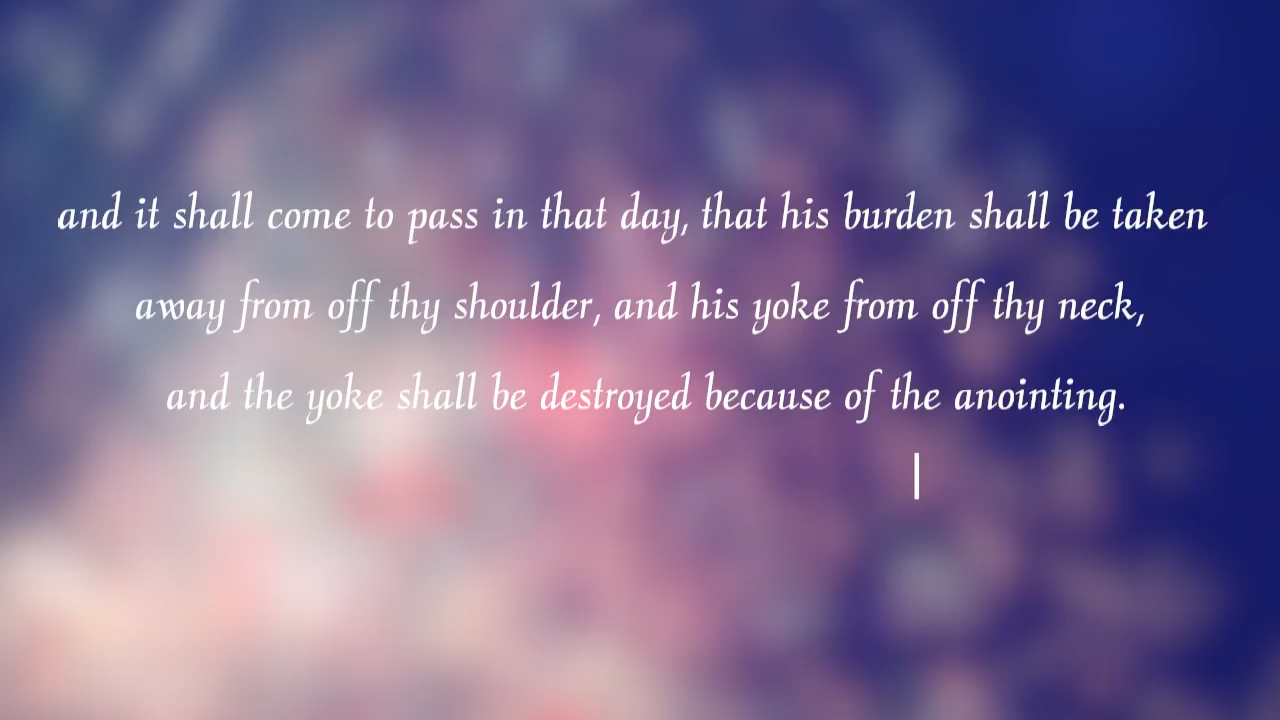 and it shall come to pass in that day, that his burden shall be taken
away from off thy shoulder, and his yoke from off thy neck,
and the yoke shall be destroyed because of the anointing.